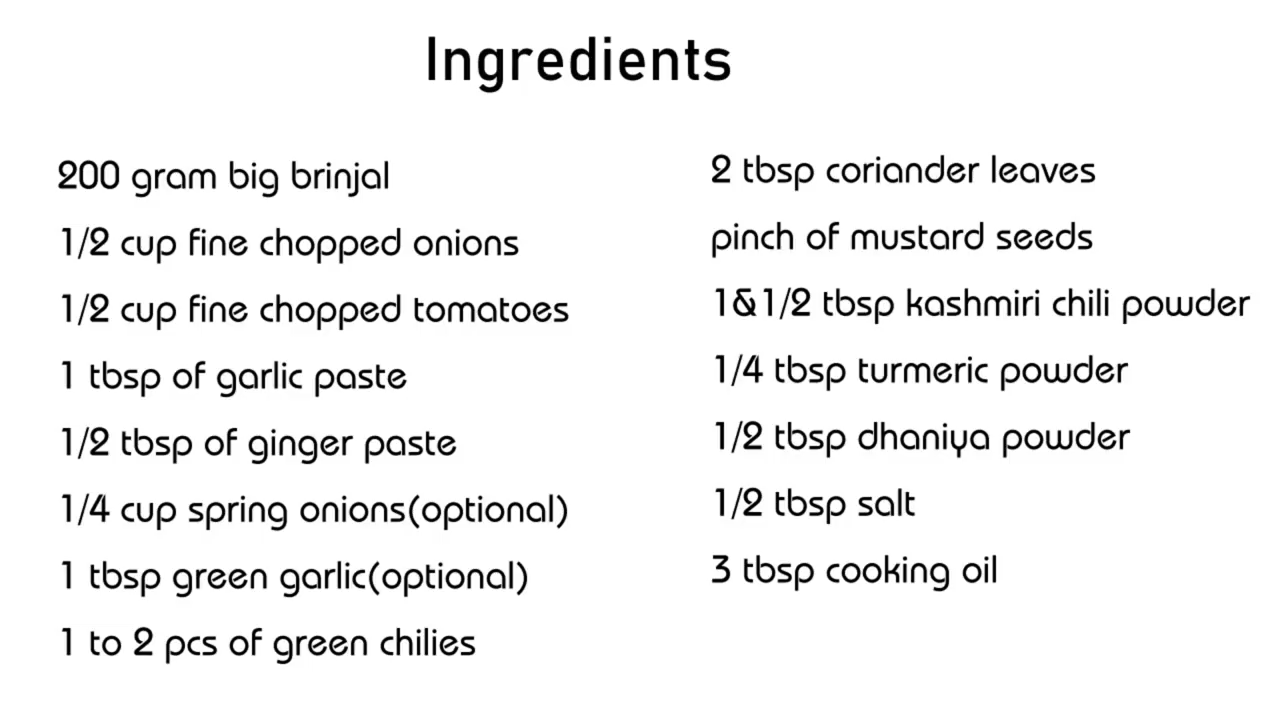 Ingredients
200 gram big brinjal
1/2 cup fine chopped onions
1/2 cup fine chopped tomatoes
1 tbsp of garlic paste
1/2 tbsp of ginger paste
1/4 cup spring onions(optional)
1 tbsp green garlic(optional)
1 to 2 pcs of green chilies
2 tbsp coriander leaves
pinch of mustard seeds
1&1/2 tbsp kashmiri chili powder
1/4 tbsp turmeric powder
1/2 tbsp dhaniya powder
1/2 tbsp salt
3 tbsp cooking oil